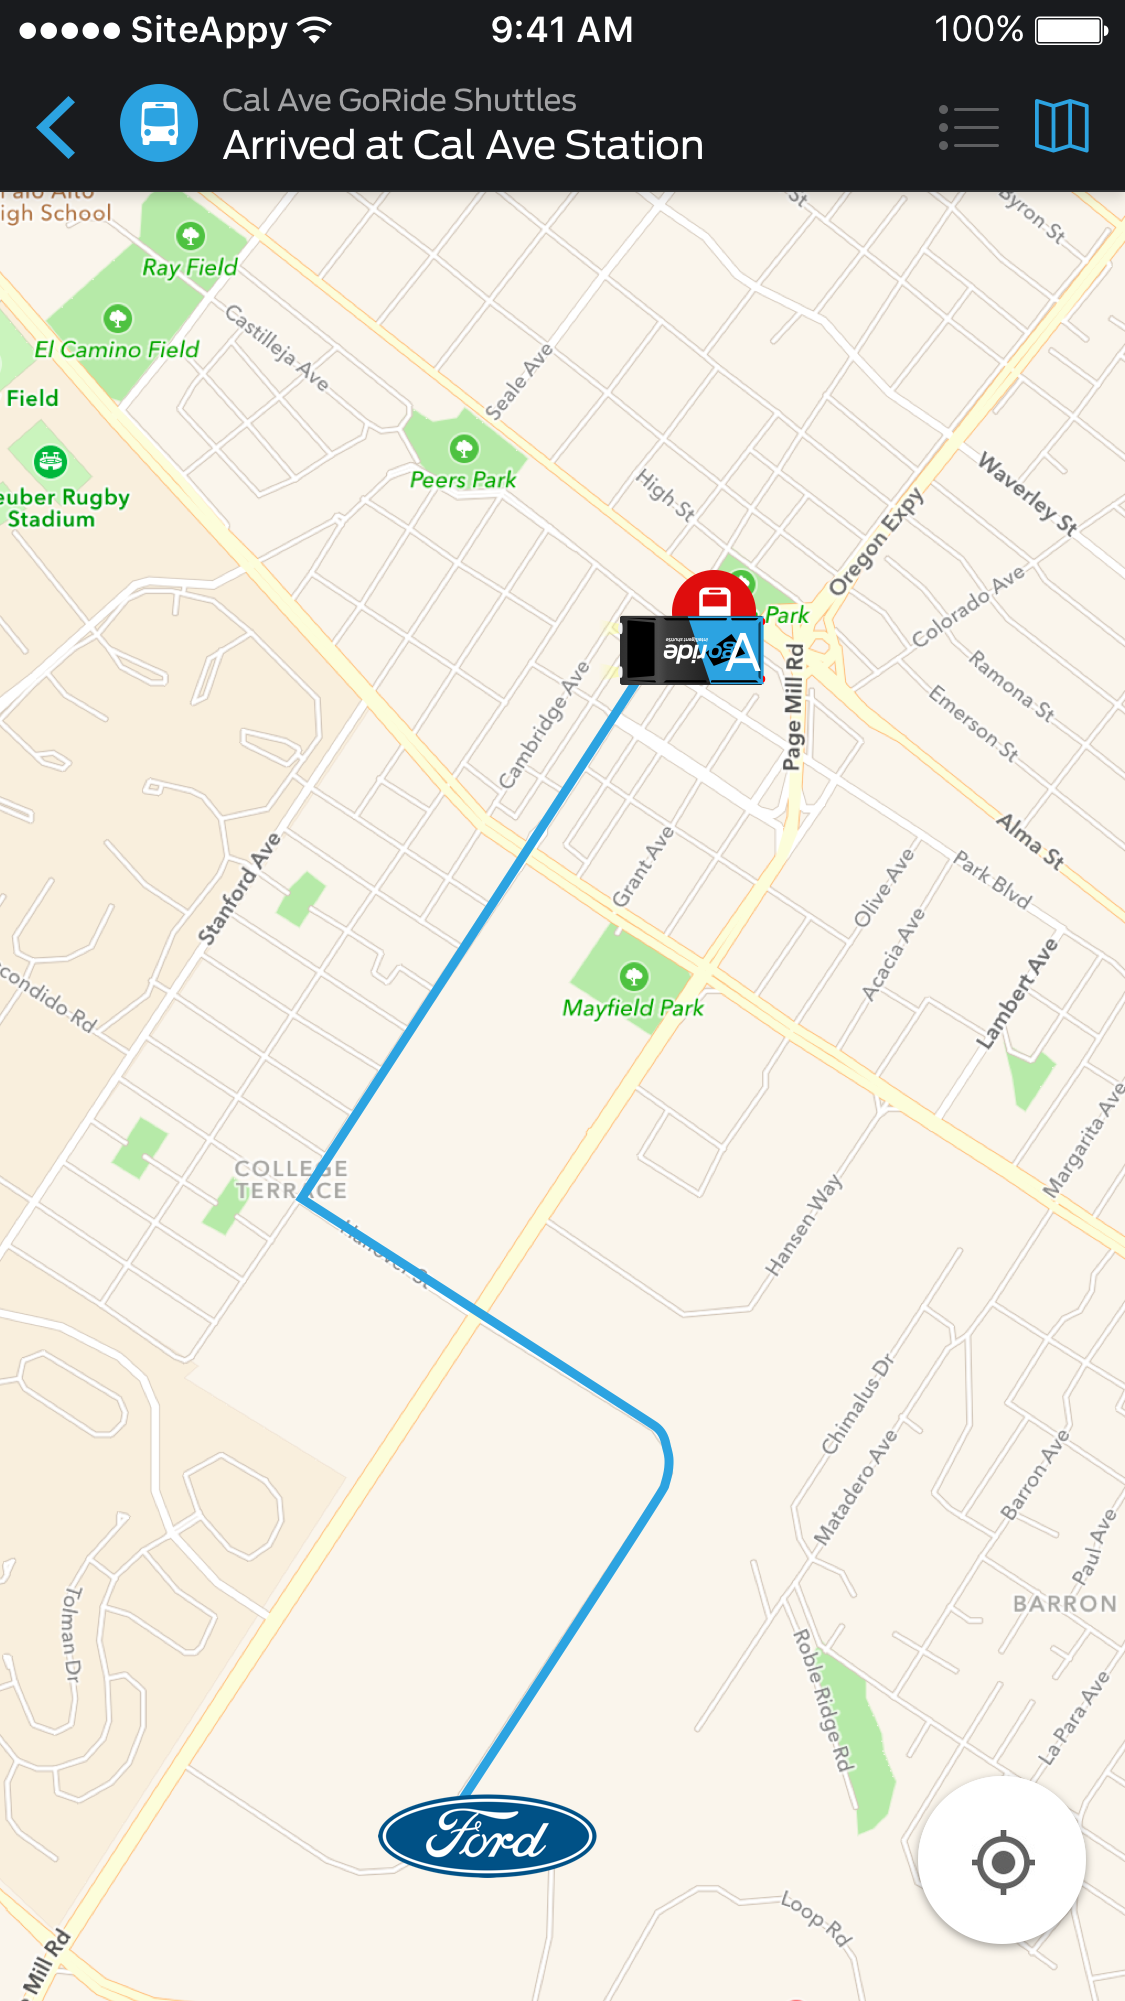 SiteAppy
9:41 AM
100%
Cal Ave GoRide Shuttles
Arrived at Cal Ave Station
igh School
St
Byron St
Ray Field
El Camino Field
Castilleja Ave
Seale Ave
Field
Peers Park
High St
Waverley St
euber Rugby
Stadium
Oregon Expy
Colorado Ave
Park
goride
intelligent shuttle
A
Page Mill Rd
Ramona St
Emerson St
Cambridge Ave
Alma St
Stanford Ave
Grant Ave
Olive Ave
Park Blvd
Acacia Ave
Lambert Ave
condido Rd
Mayfield Park
Margarita Ave
COLLEGE
TERRACE
Hanover St
Hansen Way
Chimalus Dr
Matadero Ave
Barron Ave
Paul Ave
BARRON
Tolman Dr
Roble Ridge Rd
La Para Ave
Ford
Loop Rd
Mill Rd